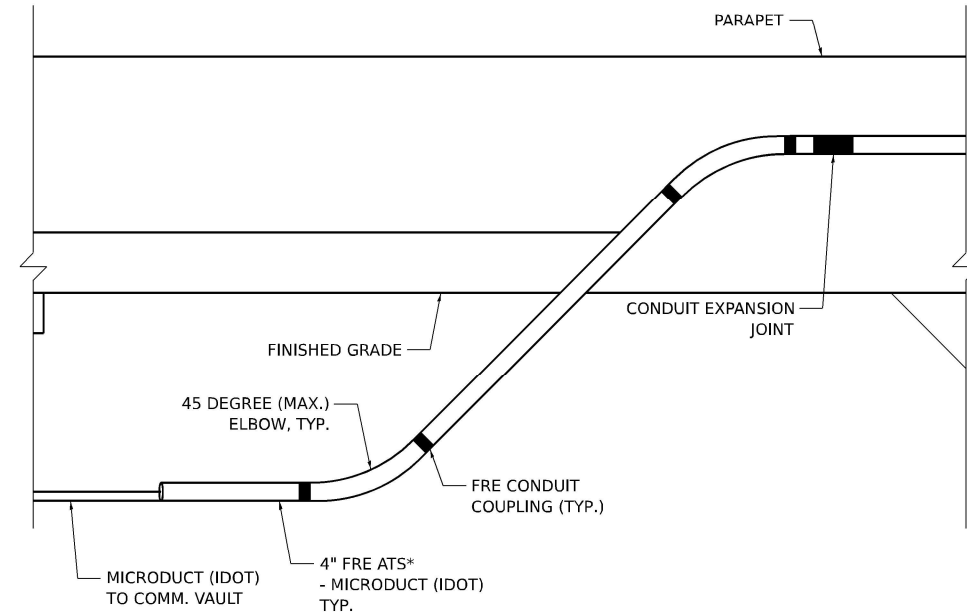 PARAPET
CONDUIT EXPANSION
JOINT
FINISHED GRADE
45 DEGREE (MAX.)
ELBOW, TYP.
FRE CONDUIT
COUPLING (TYP.)
4" FRE ATS*
- MICRODUCT (IDOT)
TYP.
MICRODUCT (IDOT)
TO COMM. VAULT